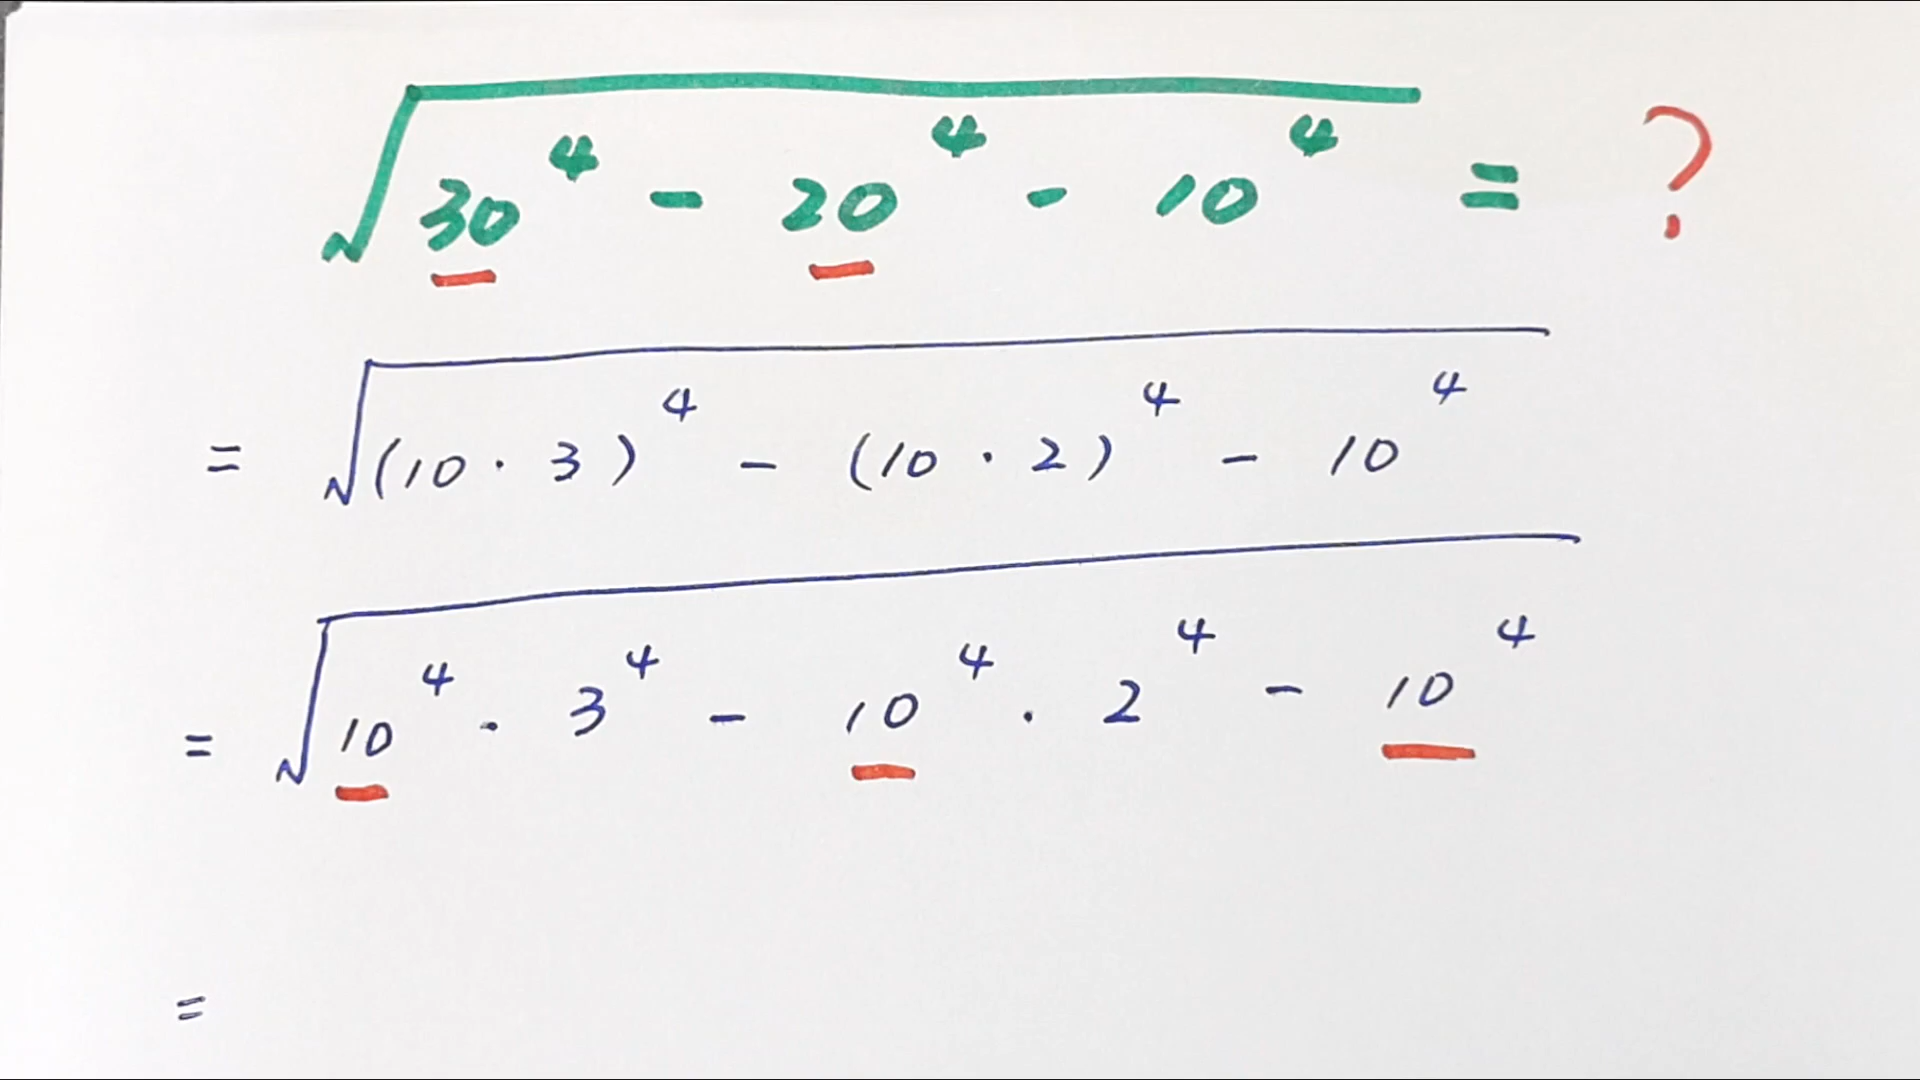 √(30⁴ - 20⁴ - 10⁴) = ?
= √((10 · 3)⁴ - (10 · 2)⁴ - 10⁴)
= √(10⁴ · 3⁴ - 10⁴ · 2⁴ - 10⁴)
=